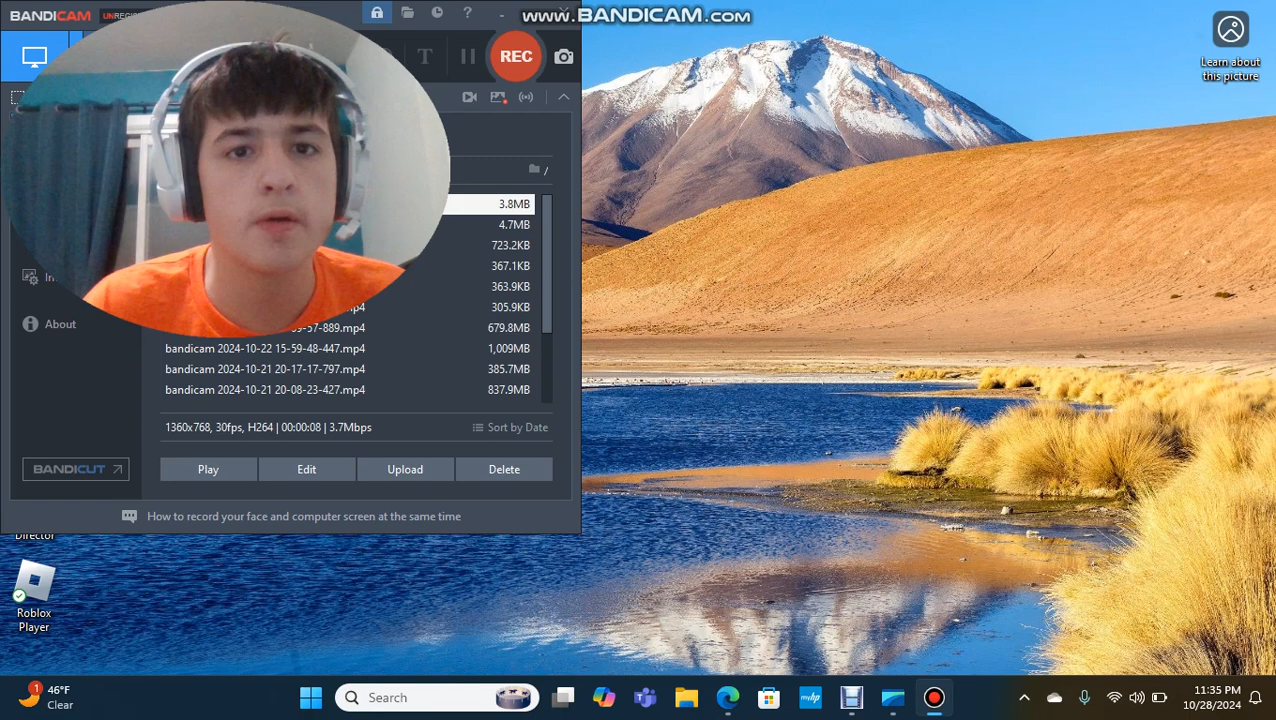 BANDICAM
www.BANDICAM.com
REC
Learn about
this picture
/
3.8MB
4.7MB
723.2KB
367.1KB
363.9KB
305.9KB
679.8MB
bandicam 2024-10-22 15-59-48-447.mp4 1,009MB
bandicam 2024-10-21 20-17-17-797.mp4 385.7MB
bandicam 2024-10-21 20-08-23-427.mp4 837.9MB
About
1360x768, 30fps, H264 | 00:00:08 | 3.7Mbps Sort by Date
BANDICUT
Play Edit Upload Delete
How to record your face and computer screen at the same time
Director
Roblox
Player
1
46°F
Clear
Search
myhp
11:35 PM
10/28/2024